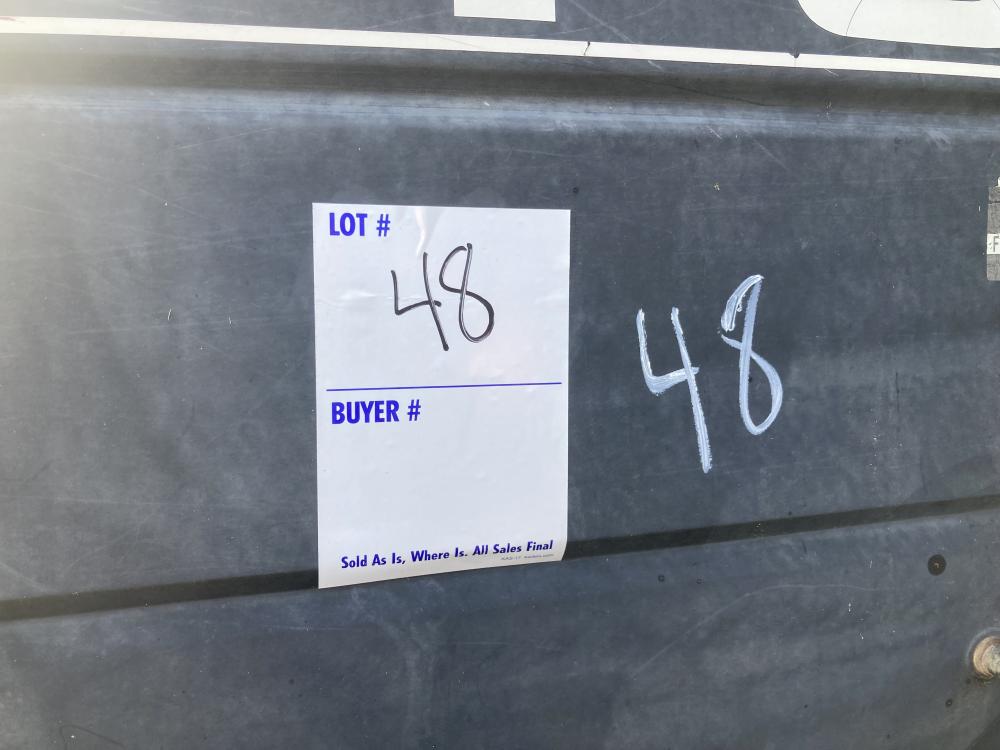 LOT #
48
48
BUYER #
Sold As Is, Where Is. All Sales Final